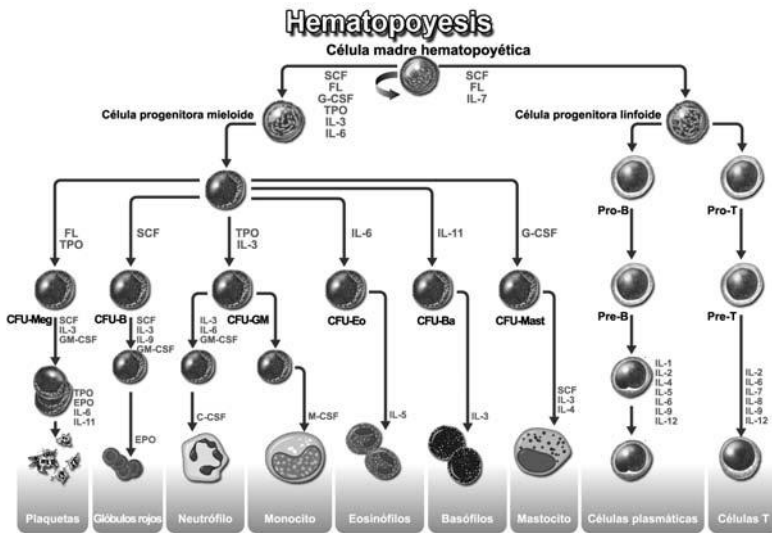 Hematopoyesis
Célula madre hematopoyética
SCF
FL
G-CSF
TPO
IL-3
IL-6
SCF
FL
IL-7
Célula progenitora mieloide
Célula progenitora linfoide
Pro-B
Pro-T
FL
TPO
SCF
TPO
IL-3
IL-6
IL-11
G-CSF
CFU-Meg
CFU-B
CFU-GM
CFU-Eo
CFU-Ba
CFU-Mast
Pre-B
Pre-T
SCF
IL-3
GM-CSF
SCF
IL-3
IL-9
GM-CSF
IL-3
IL-6
GM-CSF
TPO
EPO
IL-6
IL-11
EPO
C-CSF
M-CSF
IL-5
IL-3
SCF
IL-3
IL-4
IL-1
IL-2
IL-4
IL-5
IL-6
IL-9
IL-12
IL-2
IL-6
IL-7
IL-8
IL-9
IL-12
Plaquetas
Glóbulos rojos
Neutrófilo
Monocito
Eosinófilos
Basófilos
Mastocito
Células plasmáticas
Células T